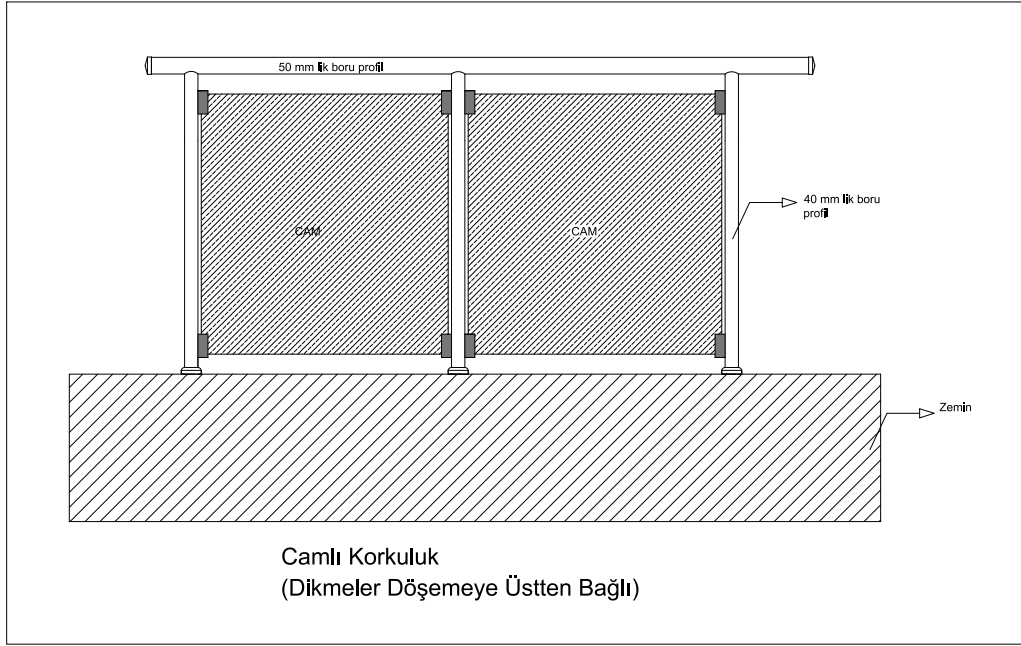 50 mm lik boru profil
CAM
CAM
40 mm lik boru
profil
Zemin
Camlı Korkuluk
(Dikmeler Döşemeye Üstten Bağlı)